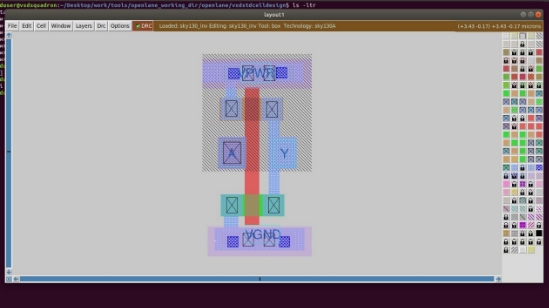 duser@vsdsquadron:~/Desktop/work/tools/openlane_working_dir/openlane/vsdstdcelldesign$ ls -ltr
layout1
File Edit Cell Window Layers Drc Options DRC Loaded: sky130_inv Editing: sky130_inv Tool: box Technology: sky130A (+3.43 -0.17) +3.43 -0.17 microns
VPWR
A Y
VGND